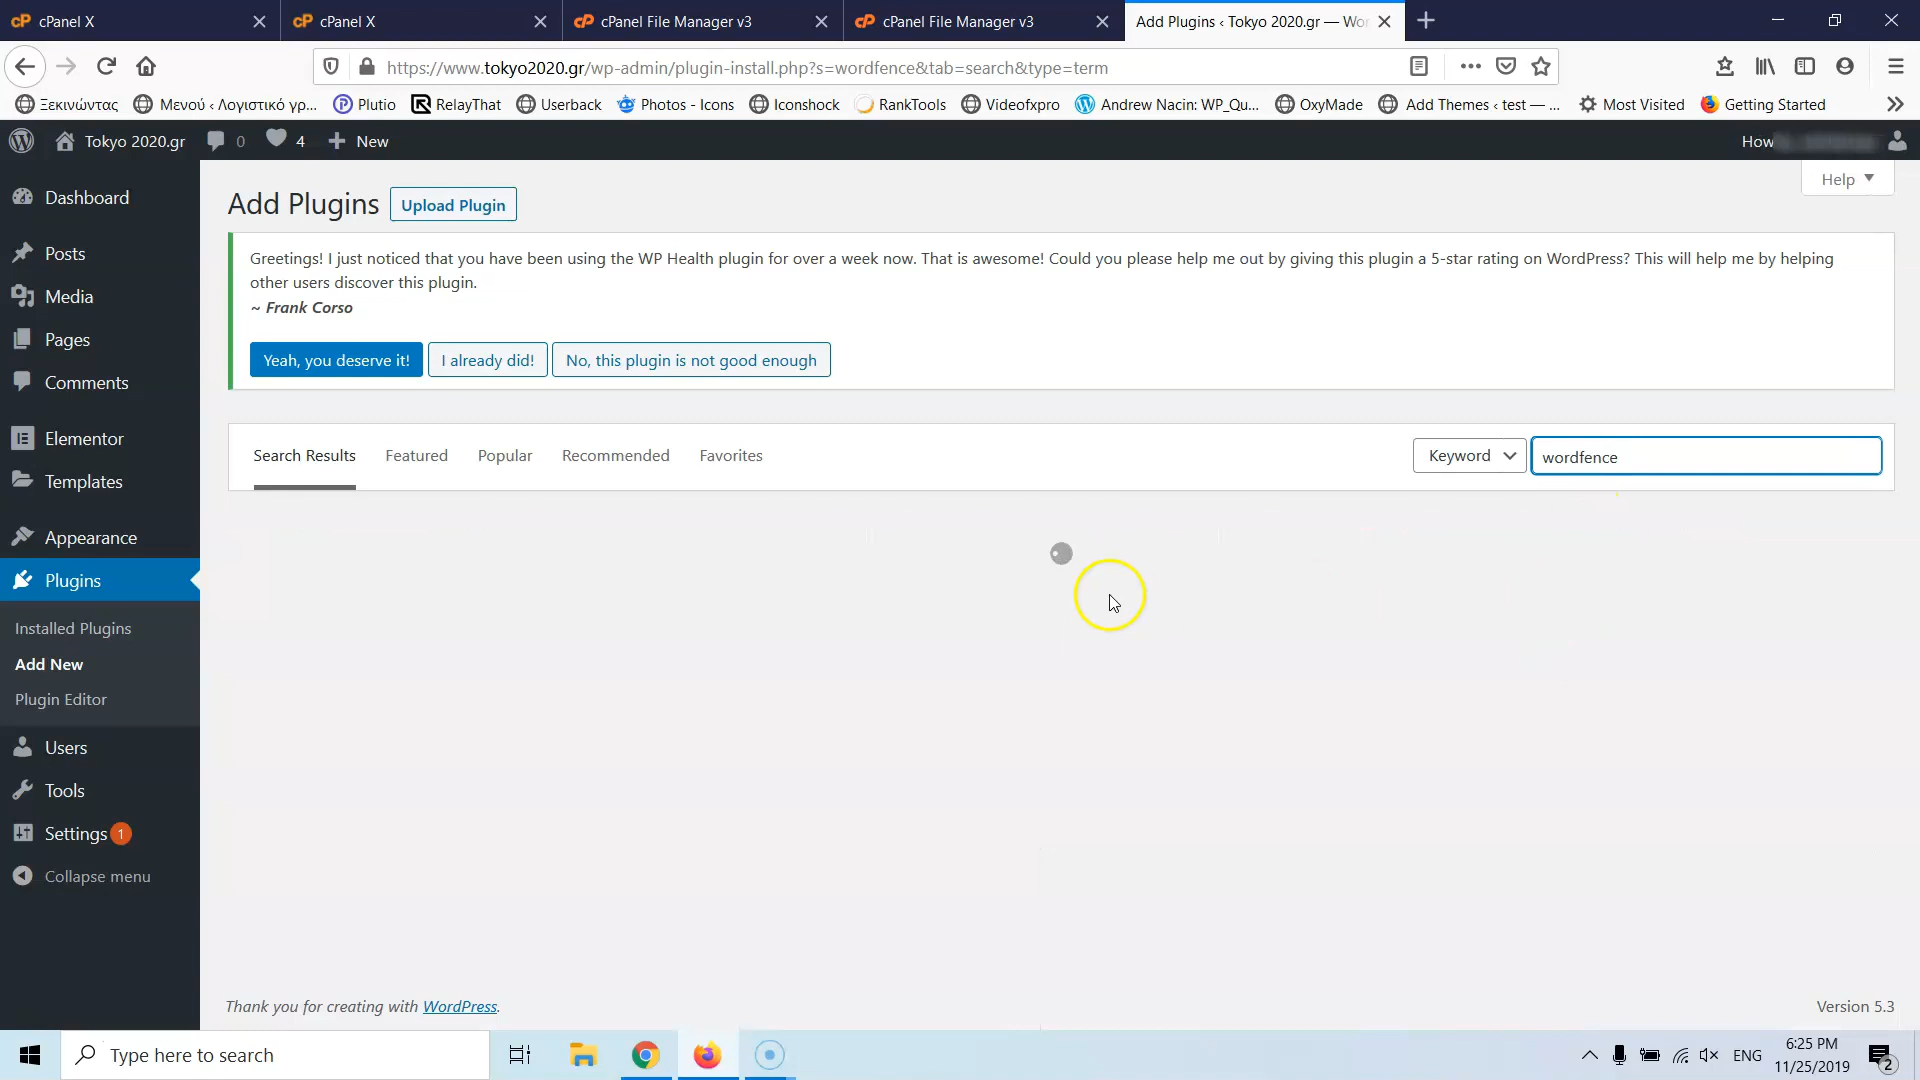 cPanel X
cPanel X
cPanel File Manager v3
cPanel File Manager v3
Add Plugins ‹ Tokyo 2020.gr — Wor
https://www.tokyo2020.gr/wp-admin/plugin-install.php?s=wordfence&tab=search&type=term
Ξεκινώντας
Μενού ‹ Λογιστικό γρ...
Plutio
RelayThat
Userback
Photos - Icons
Iconshock
RankTools
Videofxpro
Andrew Nacin: WP_Qu...
OxyMade
Add Themes ‹ test — ...
Most Visited
Getting Started
Tokyo 2020.gr
0
4
New
How
Help
Dashboard
Posts
Media
Pages
Comments
Elementor
Templates
Appearance
Plugins
Installed Plugins
Add New
Plugin Editor
Users
Tools
Settings 1
Collapse menu
Add Plugins
Upload Plugin
Greetings! I just noticed that you have been using the WP Health plugin for over a week now. That is awesome! Could you please help me out by giving this plugin a 5-star rating on WordPress? This will help me by helping
other users discover this plugin.
~ Frank Corso
Yeah, you deserve it!
I already did!
No, this plugin is not good enough
Search Results
Featured
Popular
Recommended
Favorites
Keyword
wordfence
Thank you for creating with WordPress.
Version 5.3
Type here to search
ENG
6:25 PM
11/25/2019
2